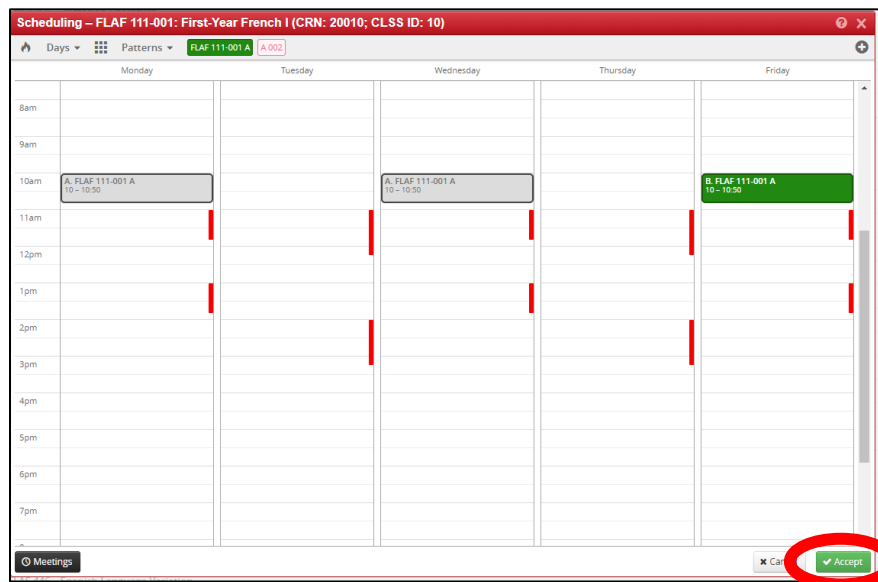 Scheduling – FLAF 111-001: First-Year French I (CRN: 20010; CLSS ID: 10)
Days Patterns FLAF 111-001 A A 002
Monday Tuesday Wednesday Thursday Friday
8am
9am
10am
A. FLAF 111-001 A
10 – 10:50
A. FLAF 111-001 A
10 – 10:50
B. FLAF 111-001 A
10 – 10:50
11am
12pm
1pm
2pm
3pm
4pm
5pm
6pm
7pm
Meetings Accept